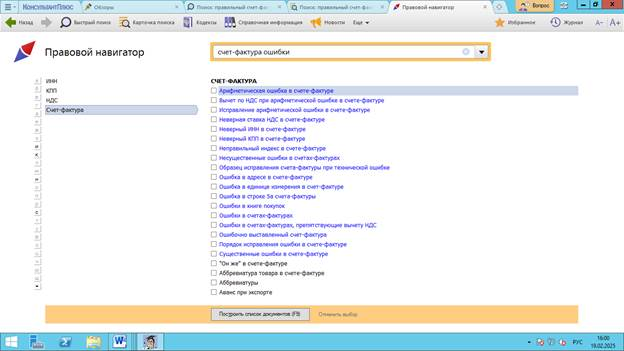 КонсультантПлюс
Обзоры
Поиск: правильный счет-фа
Поиск: правильный счет-фак
Правовой навигатор
Вопрос
Назад
Быстрый поиск
Карточка поиска
Кодексы
Справочная информация
Новости
Еще
Избранное
Журнал
А-
А+
Правовой навигатор
счет-фактура ошибки
ИНН
КПП
НДС
Счет-фактура
СЧЕТ-ФАКТУРА
Арифметическая ошибка в счете-фактуре
Вычет по НДС при арифметической ошибке в счете-фактуре
Исправление арифметической ошибки в счете-фактуре
Неверная ставка НДС в счете-фактуре
Неверный ИНН в счете-фактуре
Неверный КПП в счете-фактуре
Неправильный индекс в счете-фактуре
Несущественные ошибки в счетах-фактурах
Образец исправления счета-фактуры при технической ошибке
Ошибка в адресе в счете-фактуре
Ошибка в единице измерения в счет-фактуре
Ошибка в строке 5а счета-фактуры
Ошибки в книге покупок
Ошибки в счетах-фактурах
Ошибки в счетах-фактурах, препятствующие вычету НДС
Ошибочно выставленный счет-фактура
Порядок исправления ошибки в счете-фактуре
Существенные ошибки в счете-фактуре
"Он же" в счете-фактуре
Аббревиатура товара в счете-фактуре
Аббревиатуры
Аванс при экспорте
Построить список документов (F9)
Отменить выбор
РУС
16:00
19.02.2025